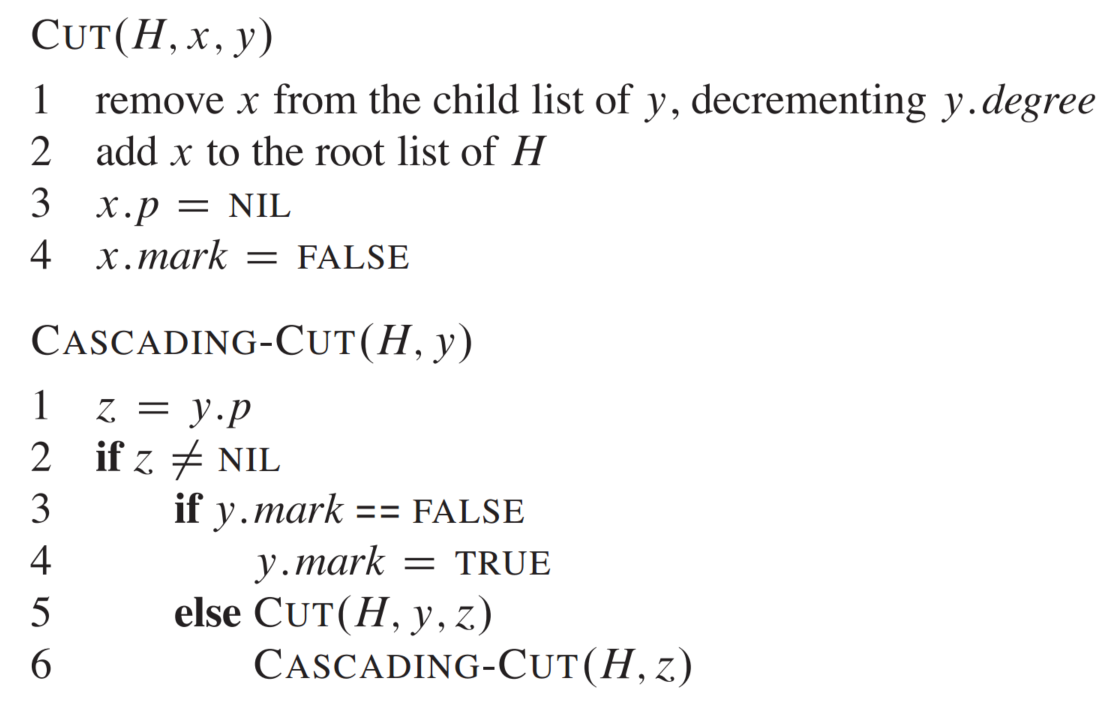 CUT(H, x, y)
1 remove x from the child list of y, decrementing y.degree
2 add x to the root list of H
3 x.p = NIL
4 x.mark = FALSE
CASCADING-CUT(H, y)
1 z = y.p
2 if z ≠ NIL
3 if y.mark == FALSE
4 y.mark = TRUE
5 else CUT(H, y, z)
6 CASCADING-CUT(H, z)